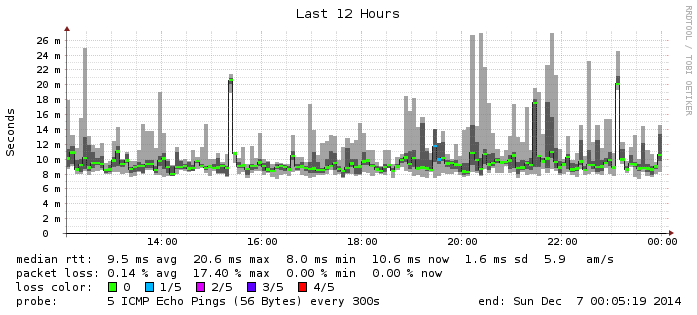 Last 12 Hours
RRDTOOL / TOBI OETIKER
Seconds
26 m
24 m
22 m
20 m
18 m
16 m
14 m
12 m
10 m
8 m
6 m
4 m
2 m
0
14:00 16:00 18:00 20:00 22:00 00:00
median rtt: 9.5 ms avg 20.6 ms max 8.0 ms min 10.6 ms now 1.6 ms sd 5.9 am/s
packet loss: 0.14 % avg 17.40 % max 0.00 % min 0.00 % now
loss color: 0 1/5 2/5 3/5 4/5
probe: 5 ICMP Echo Pings (56 Bytes) every 300s end: Sun Dec 7 00:05:19 2014